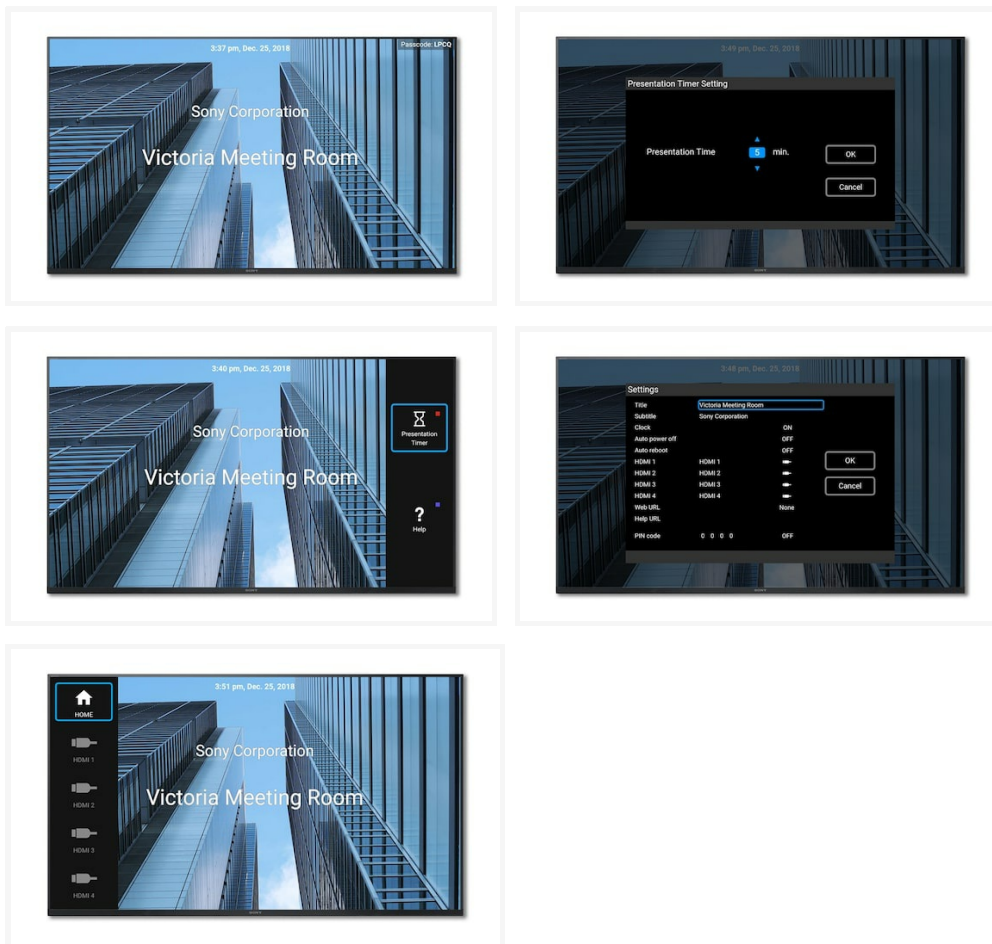 3:37 pm, Dec. 25, 2018
Passcode: LPCQ
Sony Corporation
Victoria Meeting Room
SONY
3:49 pm, Dec. 25, 2018
Presentation Timer Setting
Presentation Time 5 min.
OK
Cancel
SONY
3:40 pm, Dec. 25, 2018
Sony Corporation
Victoria Meeting Room
Presentation
Timer
?
Help
SONY
3:48 pm, Dec. 25, 2018
Settings
Title Victoria Meeting Room
Subtitle Sony Corporation
Clock ON
Auto power off OFF
Auto reboot OFF
HDMI 1 HDMI 1
HDMI 2 HDMI 2
HDMI 3 HDMI 3
HDMI 4 HDMI 4
Web URL None
Help URL
PIN code 0 0 0 0 OFF
OK
Cancel
SONY
3:51 pm, Dec. 25, 2018
HOME
HDMI 1
HDMI 2
HDMI 3
HDMI 4
Sony Corporation
Victoria Meeting Room
SONY